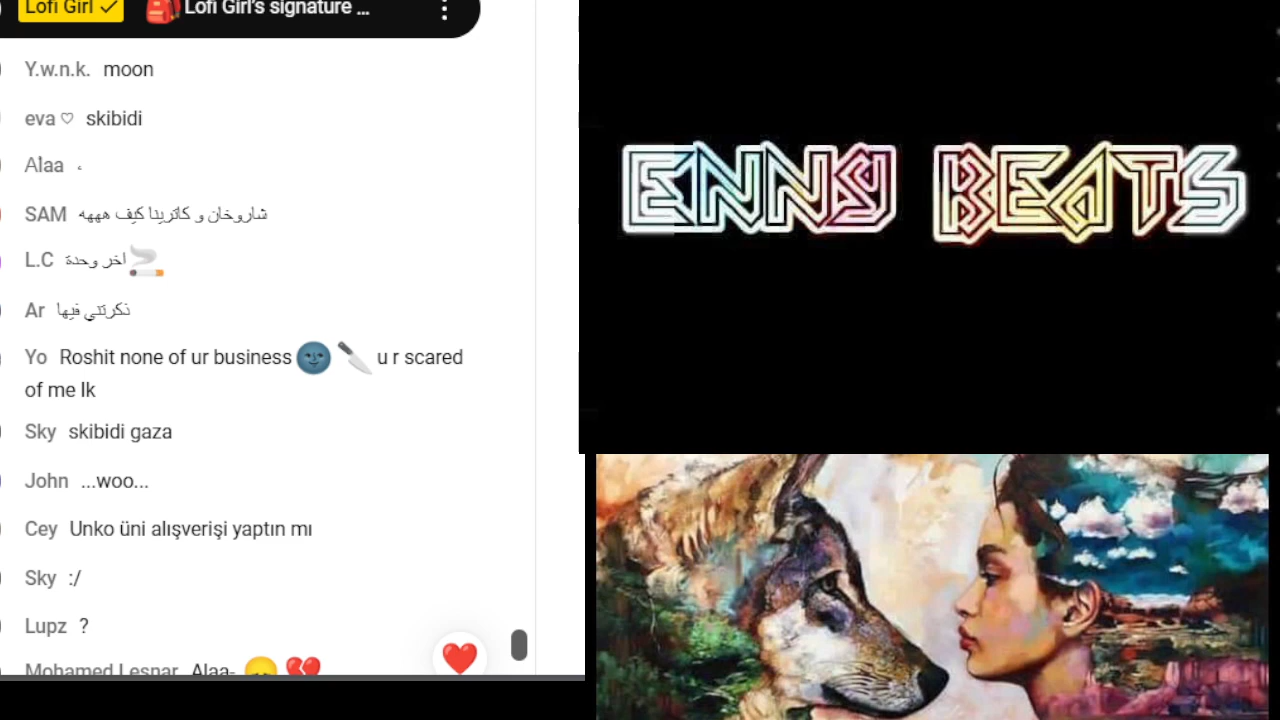 Lofi Girl Lofi Girl's signature ...
Y.w.n.k. moon
eva ♡ skibidi
Alaa ،
SAM شاروخان و كاترينا كيف هههه
L.C اخر وحدة
Ar ذكرتني فيها
Yo Roshit none of ur business 🌚 🔪 u r scared
of me lk
Sky skibidi gaza
John ...woo...
Cey Unko üni alışverişi yaptın mı
Sky :/
Lupz ?
Mohamed Lesnar Alaa-
ENNY BEATS